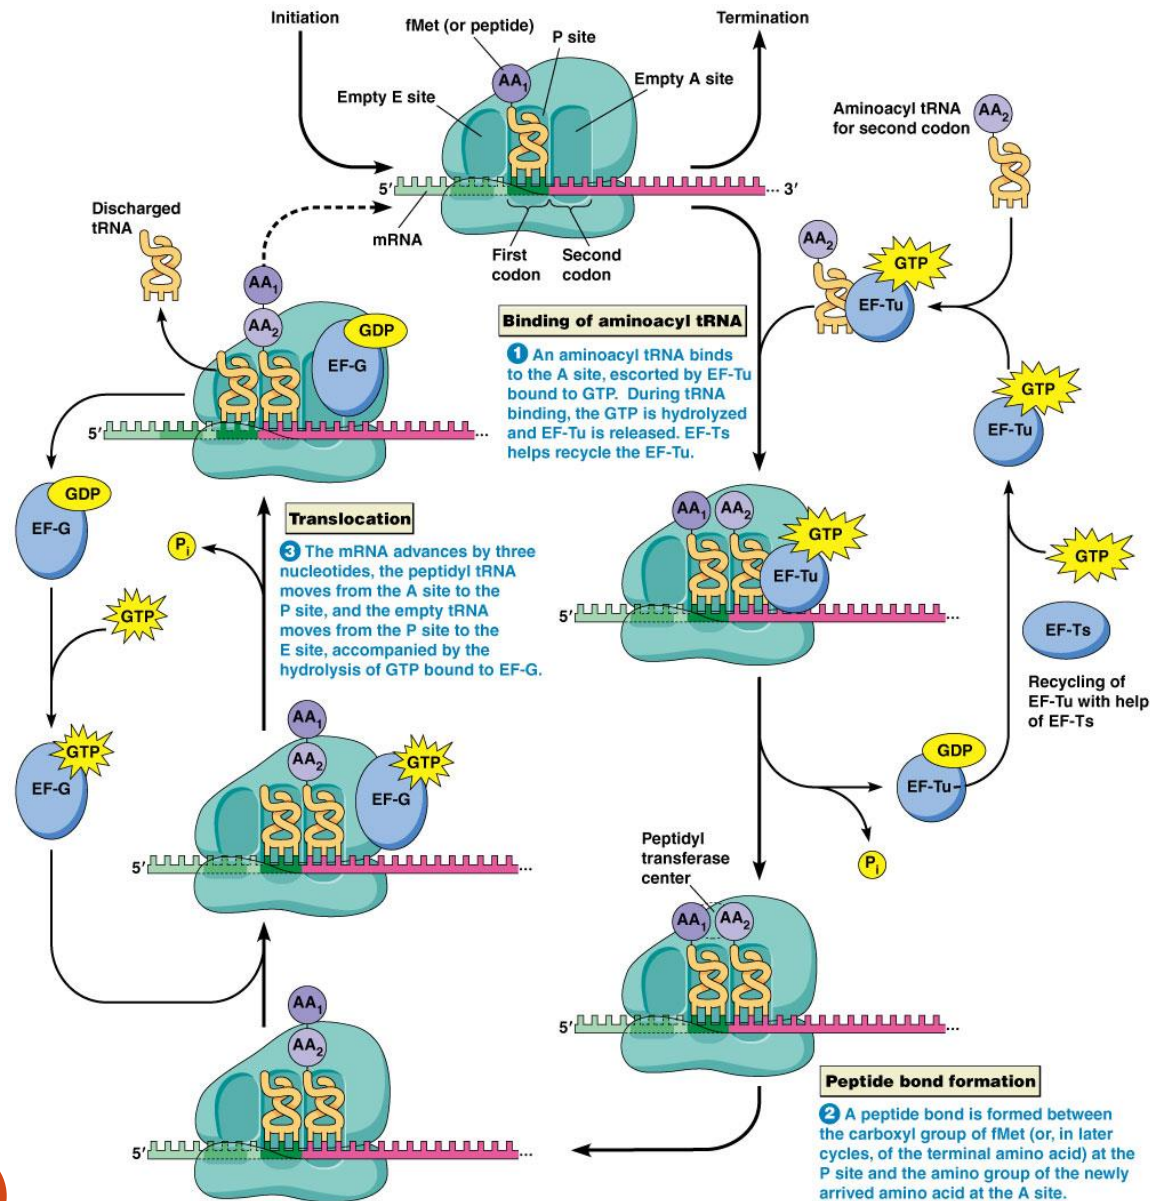 Initiation
fMet (or peptide)
P site
Termination
AA1
Empty E site
Empty A site
Aminoacyl tRNA
for second codon
AA2
5′
3′
mRNA
First
codon
Second
codon
Discharged
tRNA
AA1
AA2
EF-G
GDP
5′
AA2
GTP
EF-Tu
Binding of aminoacyl tRNA
1 An aminoacyl tRNA binds
to the A site, escorted by EF-Tu
bound to GTP. During tRNA
binding, the GTP is hydrolyzed
and EF-Tu is released. EF-Ts
helps recycle the EF-Tu.
GTP
EF-Tu
GDP
EF-G
Pi
Translocation
3 The mRNA advances by three
nucleotides, the peptidyl tRNA
moves from the A site to the
P site, and the empty tRNA
moves from the P site to the
E site, accompanied by the
hydrolysis of GTP bound to EF-G.
GTP
AA1
AA2
GTP
EF-Tu
5′
GTP
EF-Ts
Recycling of
EF-Tu with help
of EF-Ts
GTP
EF-G
AA1
AA2
GTP
EF-G
5′
GDP
EF-Tu
Pi
Peptidyl
transferase
center
AA1
AA2
5′
AA1
AA2
5′
Peptide bond formation
2 A peptide bond is formed between
the carboxyl group of fMet (or, in later
cycles, of the terminal amino acid) at the
P site and the amino group of the newly
arrived amino acid at the A site.